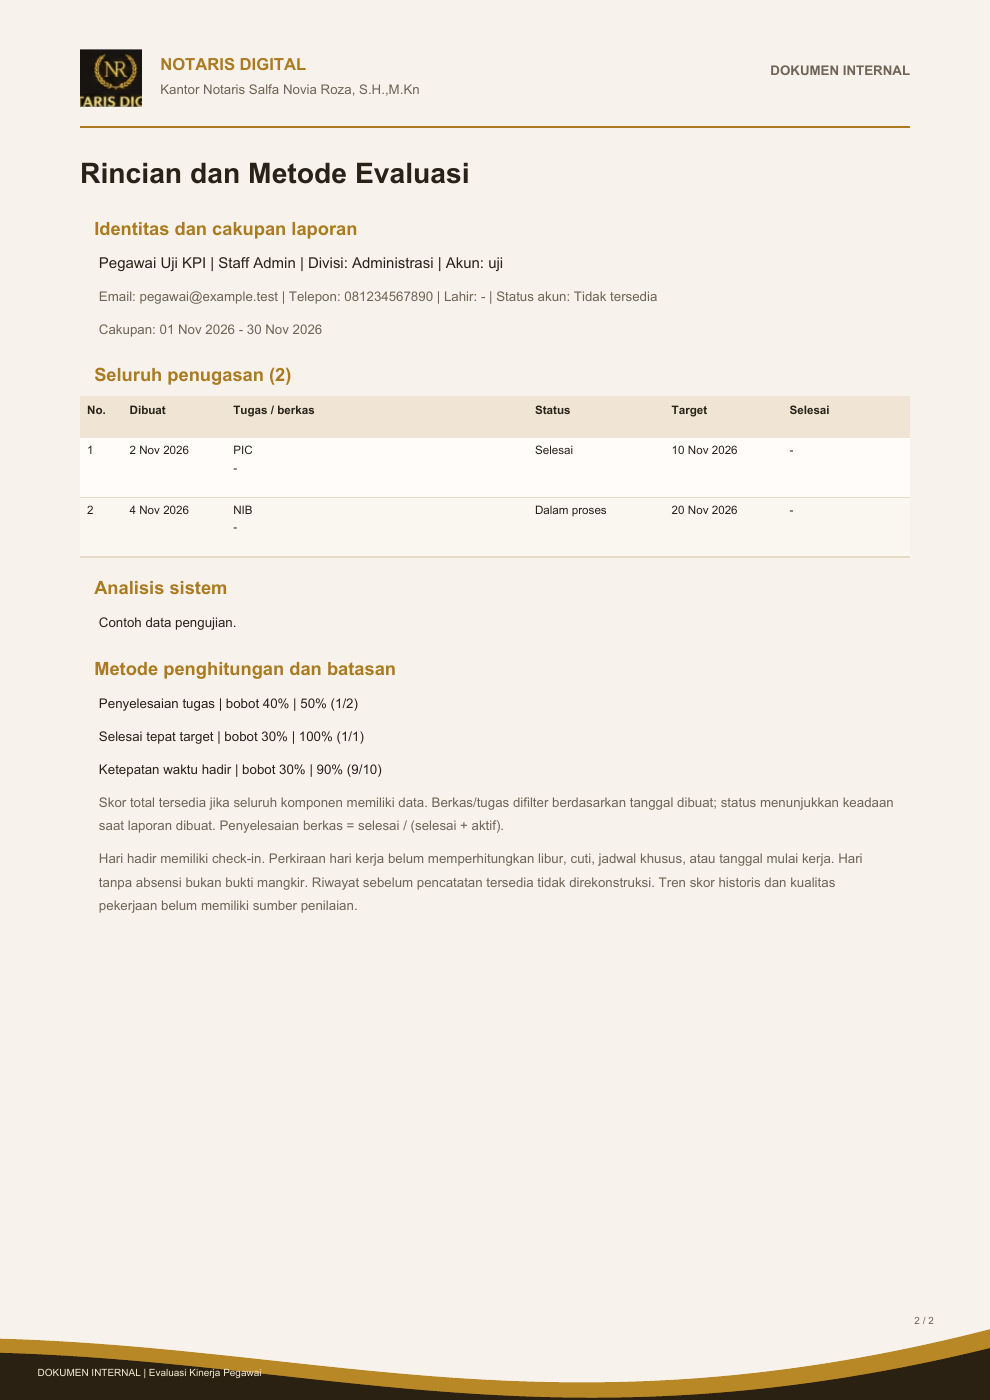 NR
TARIS DIG
NOTARIS DIGITAL
Kantor Notaris Salfa Novia Roza, S.H.,M.Kn
DOKUMEN INTERNAL
Rincian dan Metode Evaluasi
Identitas dan cakupan laporan
Pegawai Uji KPI | Staff Admin | Divisi: Administrasi | Akun: uji
Email: pegawai@example.test | Telepon: 081234567890 | Lahir: - | Status akun: Tidak tersedia
Cakupan: 01 Nov 2026 - 30 Nov 2026
Seluruh penugasan (2)
No. Dibuat Tugas / berkas Status Target Selesai
1 2 Nov 2026 PIC Selesai 10 Nov 2026 -
-
2 4 Nov 2026 NIB Dalam proses 20 Nov 2026 -
-
Analisis sistem
Contoh data pengujian.
Metode penghitungan dan batasan
Penyelesaian tugas | bobot 40% | 50% (1/2)
Selesai tepat target | bobot 30% | 100% (1/1)
Ketepatan waktu hadir | bobot 30% | 90% (9/10)
Skor total tersedia jika seluruh komponen memiliki data. Berkas/tugas difilter berdasarkan tanggal dibuat; status menunjukkan keadaan
saat laporan dibuat. Penyelesaian berkas = selesai / (selesai + aktif).
Hari hadir memiliki check-in. Perkiraan hari kerja belum memperhitungkan libur, cuti, jadwal khusus, atau tanggal mulai kerja. Hari
tanpa absensi bukan bukti mangkir. Riwayat sebelum pencatatan tersedia tidak direkonstruksi. Tren skor historis dan kualitas
pekerjaan belum memiliki sumber penilaian.
2 / 2
DOKUMEN INTERNAL | Evaluasi Kinerja Pegawai